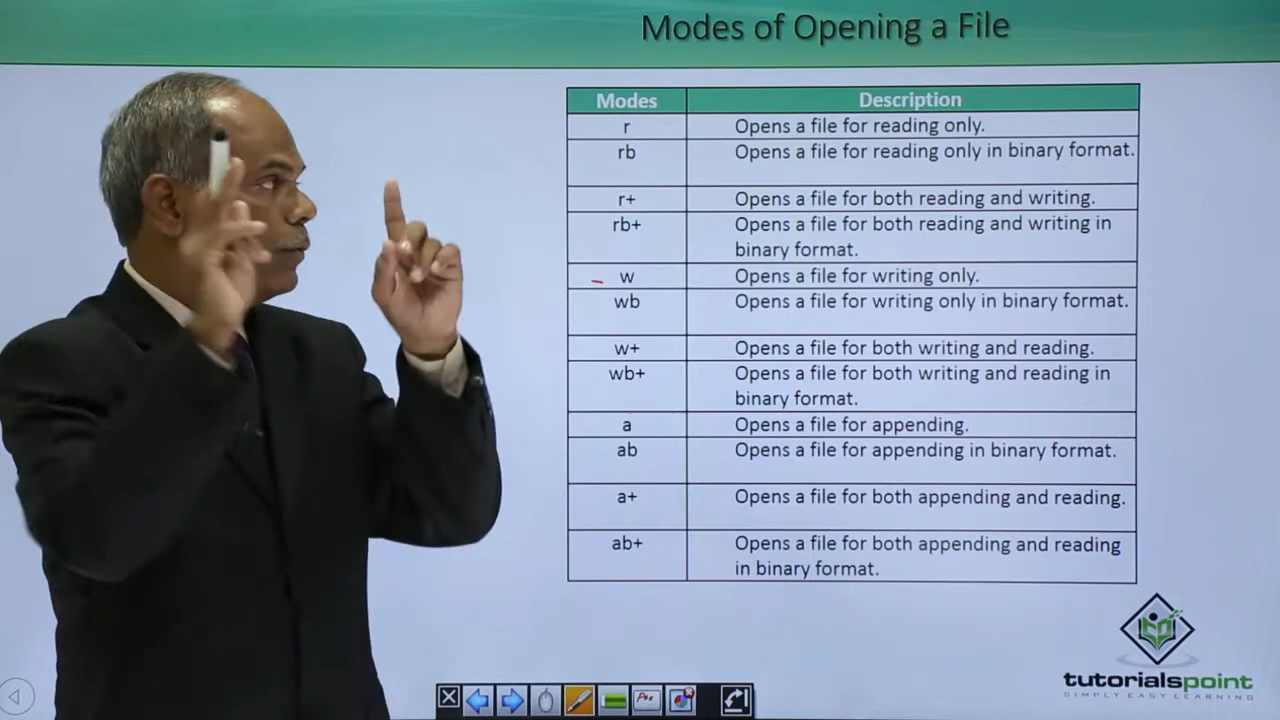 Modes of Opening a File
Modes Description
r Opens a file for reading only.
rb Opens a file for reading only in binary format.
r+ Opens a file for both reading and writing.
rb+ Opens a file for both reading and writing in
binary format.
w Opens a file for writing only.
wb Opens a file for writing only in binary format.
w+ Opens a file for both writing and reading.
wb+ Opens a file for both writing and reading in
binary format.
a Opens a file for appending.
ab Opens a file for appending in binary format.
a+ Opens a file for both appending and reading.
ab+ Opens a file for both appending and reading
in binary format.
tutorialspoint
SIMPLY EASY LEARNING